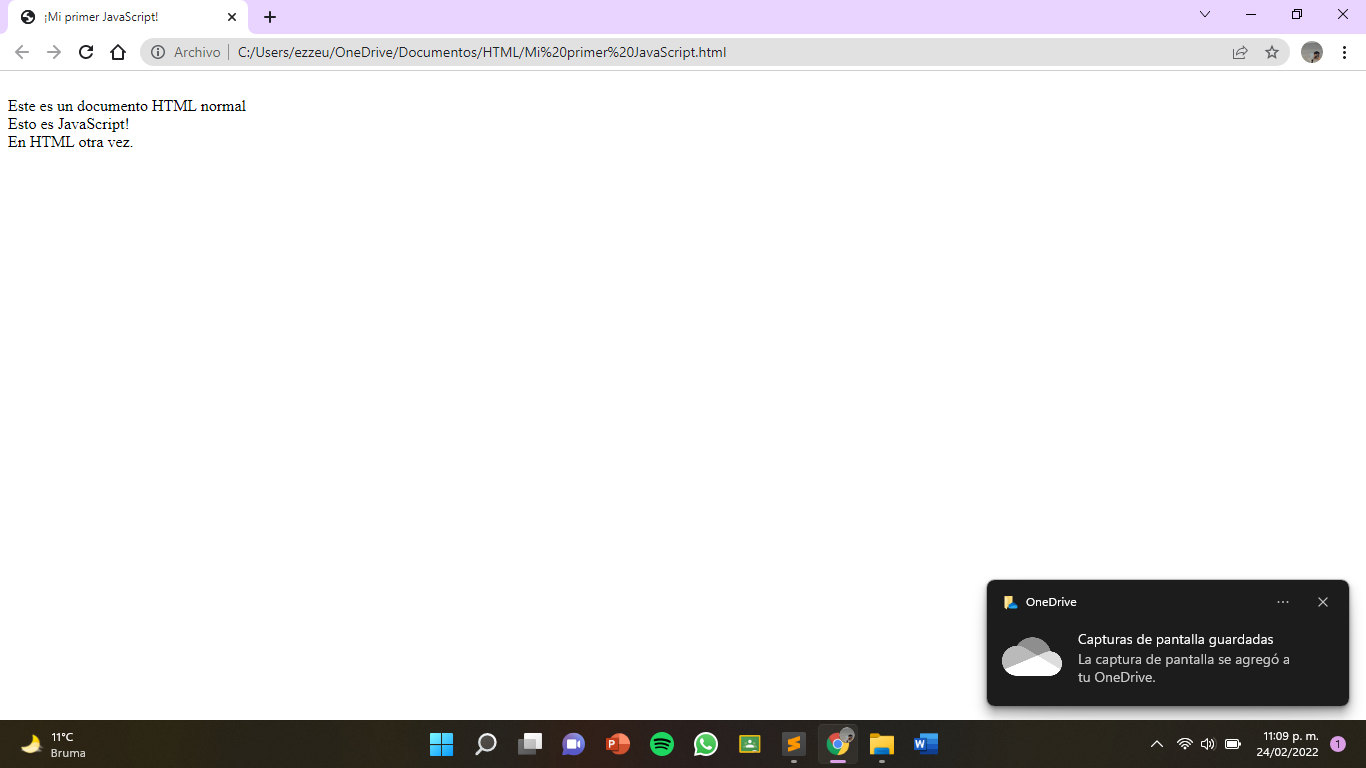 ¡Mi primer JavaScript!
Archivo
C:/Users/ezzeu/OneDrive/Documentos/HTML/Mi%20primer%20JavaScript.html
Este es un documento HTML normal
Esto es JavaScript!
En HTML otra vez.
OneDrive
Capturas de pantalla guardadas
La captura de pantalla se agregó a
tu OneDrive.
11°C
Bruma
P
W
11:09 p. m.
24/02/2022
1